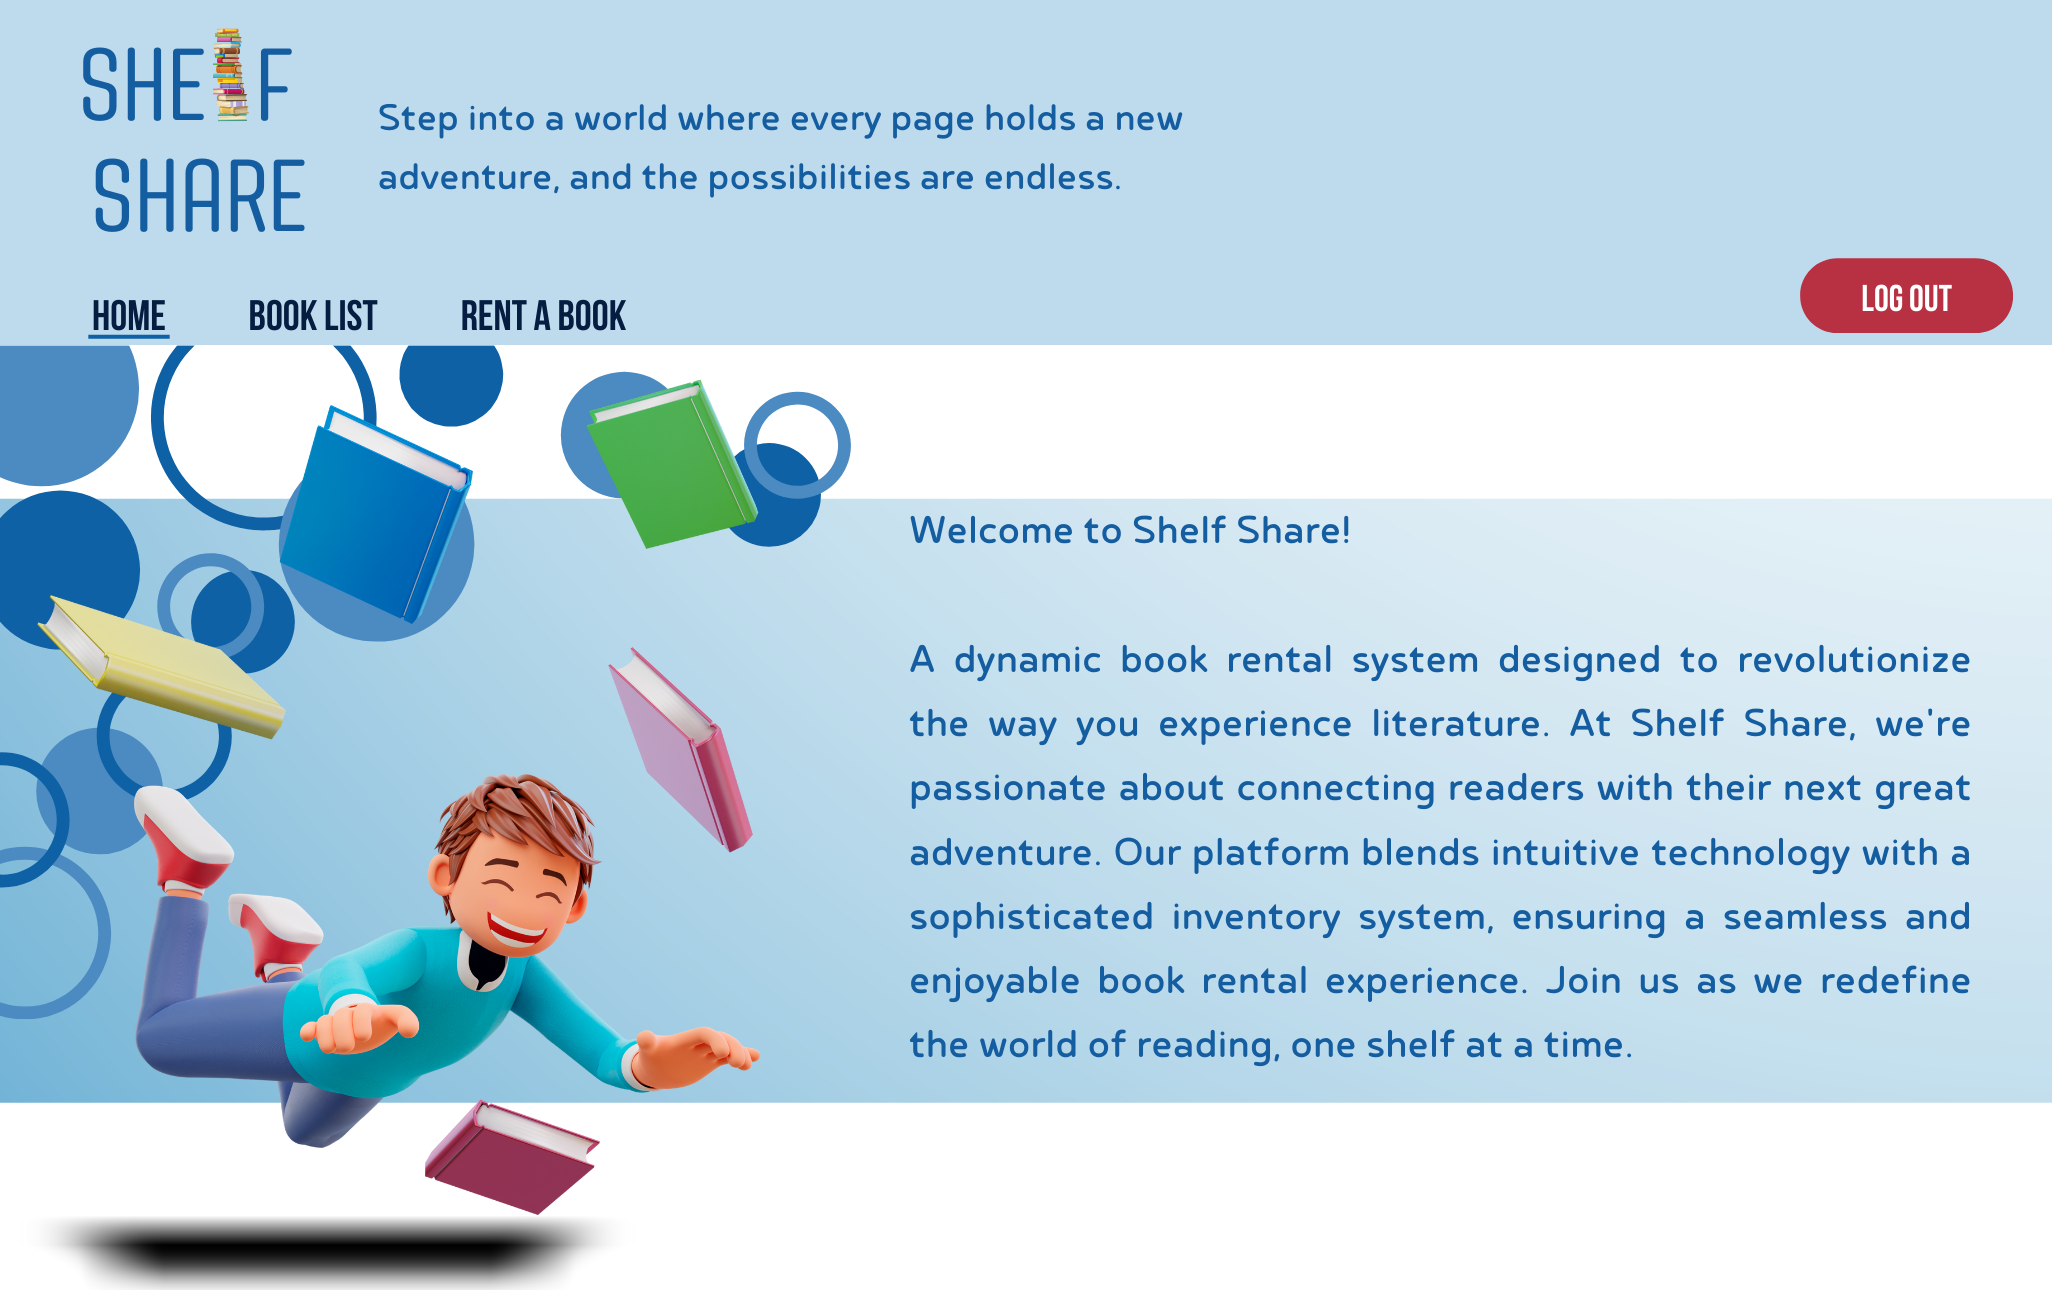 SHELF
SHARE
Step into a world where every page holds a new
adventure, and the possibilities are endless.
HOME BOOK LIST RENT A BOOK
LOG OUT
Welcome to Shelf Share!
A dynamic book rental system designed to revolutionize
the way you experience literature. At Shelf Share, we're
passionate about connecting readers with their next great
adventure. Our platform blends intuitive technology with a
sophisticated inventory system, ensuring a seamless and
enjoyable book rental experience. Join us as we redefine
the world of reading, one shelf at a time.